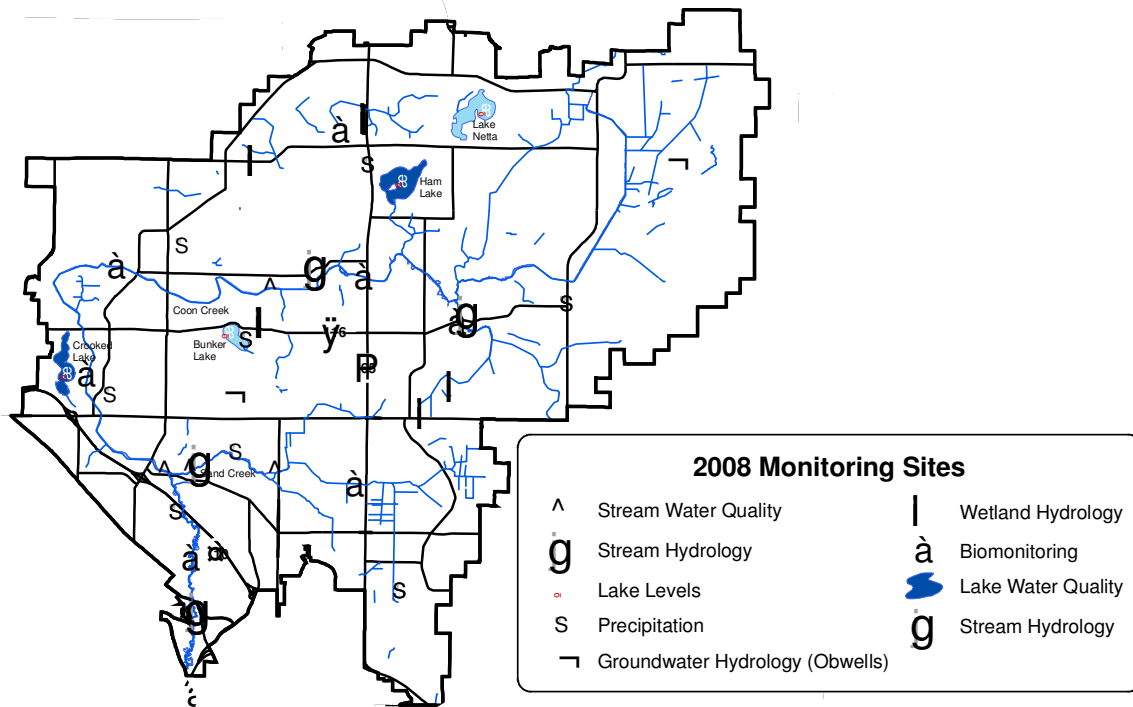 Lake
Netta
Ham
Lake
Coon Creek
Bunker
Lake
Crooked
Lake
Sand Creek
2008 Monitoring Sites
^ Stream Water Quality
g Stream Hydrology
Lake Levels
S Precipitation
¬ Groundwater Hydrology (Obwells)
| Wetland Hydrology
à Biomonitoring
Lake Water Quality
g Stream Hydrology